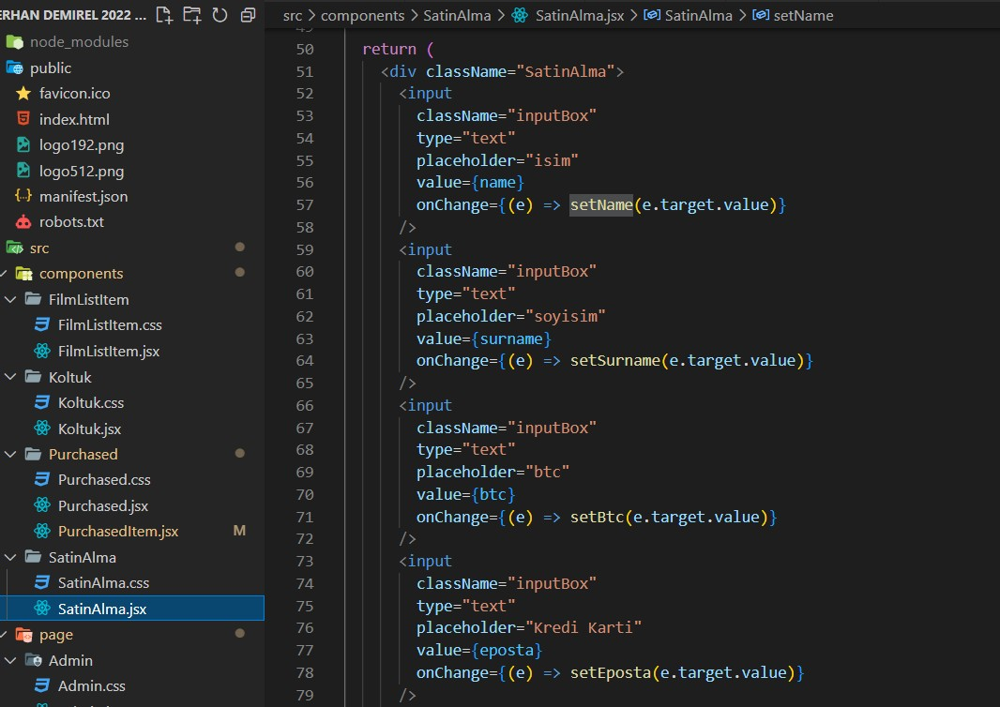 ERHAN DEMIREL 2022 ...
node_modules
public
favicon.ico
index.html
logo192.png
logo512.png
manifest.json
robots.txt
src
components
FilmListItem
FilmListItem.css
FilmListItem.jsx
Koltuk
Koltuk.css
Koltuk.jsx
Purchased
Purchased.css
Purchased.jsx
PurchasedItem.jsx M
SatinAlma
SatinAlma.css
SatinAlma.jsx
page
Admin
Admin.css
src > components > SatinAlma > SatinAlma.jsx > SatinAlma > setName
50 return (
51 <div className="SatinAlma">
52 <input
53 className="inputBox"
54 type="text"
55 placeholder="isim"
56 value={name}
57 onChange={(e) => setName(e.target.value)}
58 />
59 <input
60 className="inputBox"
61 type="text"
62 placeholder="soyisim"
63 value={surname}
64 onChange={(e) => setSurname(e.target.value)}
65 />
66 <input
67 className="inputBox"
68 type="text"
69 placeholder="btc"
70 value={btc}
71 onChange={(e) => setBtc(e.target.value)}
72 />
73 <input
74 className="inputBox"
75 type="text"
76 placeholder="Kredi Karti"
77 value={eposta}
78 onChange={(e) => setEposta(e.target.value)}
79 />